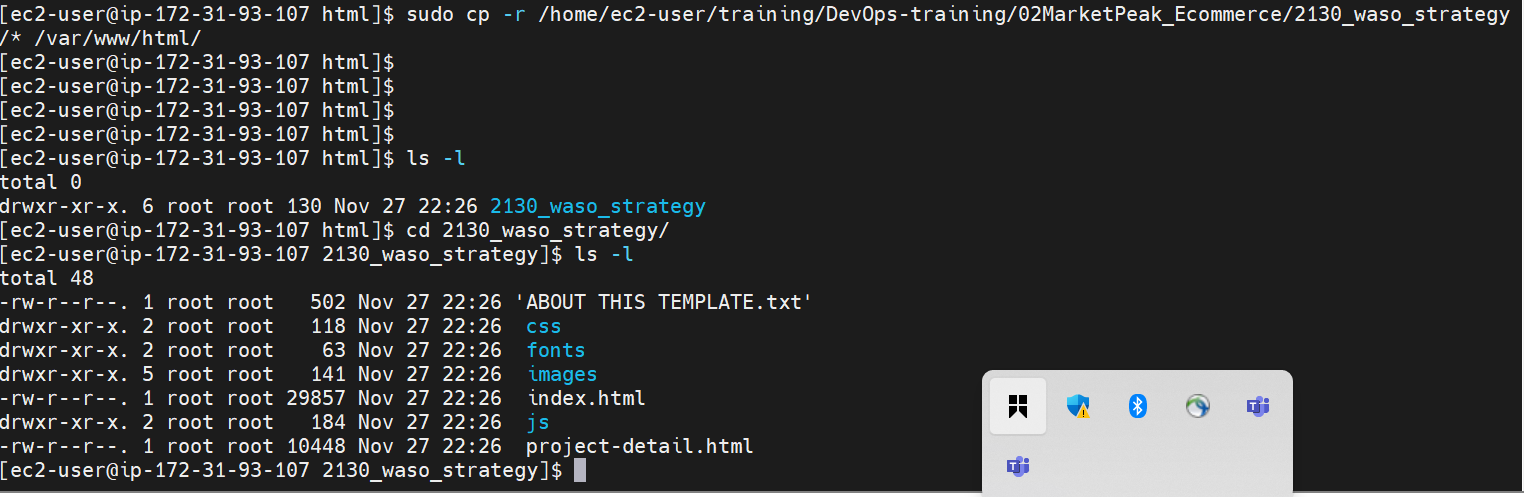 [ec2-user@ip-172-31-93-107 html]$ sudo cp -r /home/ec2-user/training/DevOps-training/02MarketPeak_Ecommerce/2130_waso_strategy
/* /var/www/html/
[ec2-user@ip-172-31-93-107 html]$
[ec2-user@ip-172-31-93-107 html]$
[ec2-user@ip-172-31-93-107 html]$
[ec2-user@ip-172-31-93-107 html]$
[ec2-user@ip-172-31-93-107 html]$ ls -l
total 0
drwxr-xr-x. 6 root root 130 Nov 27 22:26 2130_waso_strategy
[ec2-user@ip-172-31-93-107 html]$ cd 2130_waso_strategy/
[ec2-user@ip-172-31-93-107 2130_waso_strategy]$ ls -l
total 48
-rw-r--r--. 1 root root   502 Nov 27 22:26 'ABOUT THIS TEMPLATE.txt'
drwxr-xr-x. 2 root root   118 Nov 27 22:26  css
drwxr-xr-x. 2 root root    63 Nov 27 22:26  fonts
drwxr-xr-x. 5 root root   141 Nov 27 22:26  images
-rw-r--r--. 1 root root 29857 Nov 27 22:26  index.html
drwxr-xr-x. 2 root root   184 Nov 27 22:26  js
-rw-r--r--. 1 root root 10448 Nov 27 22:26  project-detail.html
[ec2-user@ip-172-31-93-107 2130_waso_strategy]$